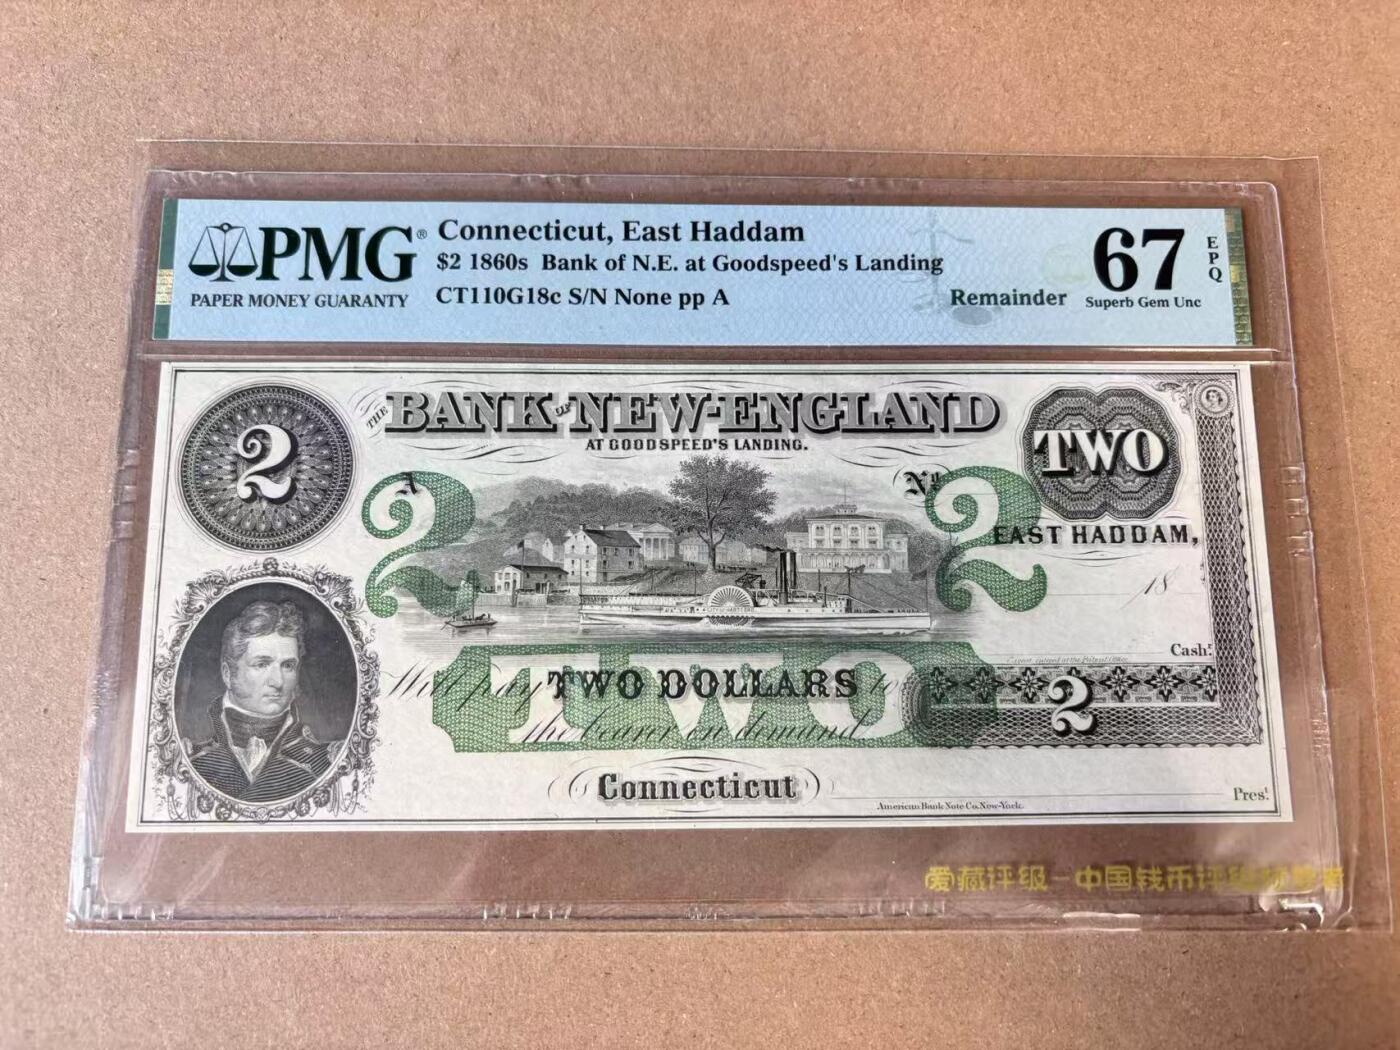 PMG®
PAPER MONEY GUARANTY
Connecticut, East Haddam
$2 1860s Bank of N.E. at Goodspeed's Landing
CT110G18c S/N None pp A
Remainder
67
EPQ
Superb Gem Unc
THE BANK OF NEW-ENGLAND
AT GOODSPEED'S LANDING.
2
TWO
2
A
No
2
EAST HADDAM,
18
Cash.r
Will pay TWO DOLLARS to
TWO
the bearer on demand
2
Connecticut
American Bank Note Co. New-York.
Pres.t
爱藏评级-中国钱币评级